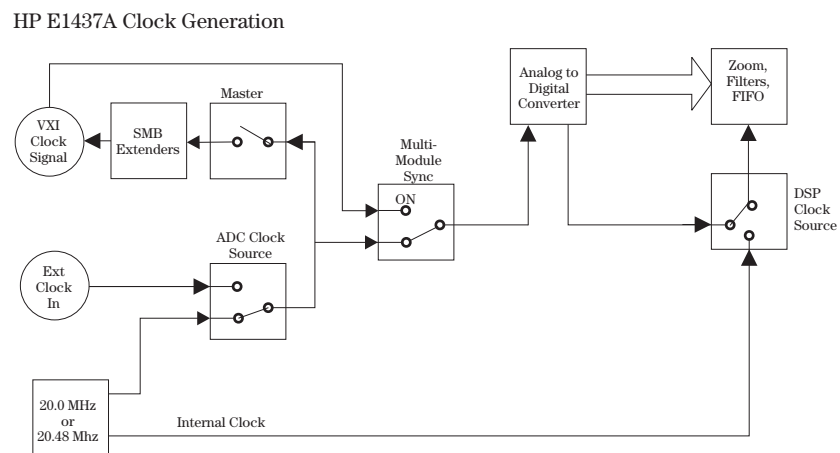 HP E1437A Clock Generation
VXI
Clock
Signal
SMB
Extenders
Master
Multi-
Module
Sync
ON
Analog to
Digital
Converter
Zoom,
Filters,
FIFO
DSP
Clock
Source
ADC Clock
Source
Ext
Clock
In
20.0 MHz
or
20.48 Mhz
Internal Clock